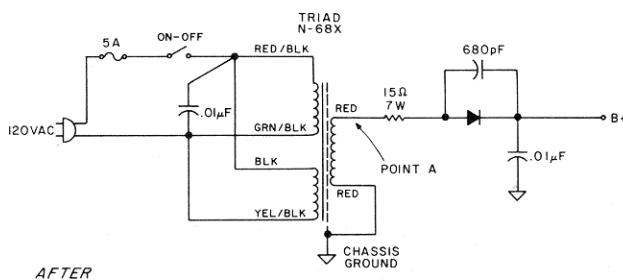 TRIAD
N-68X
5A
ON-OFF
RED/BLK
680pF
15Ω
7W
.01µF
RED
120VAC
GRN/BLK
B+
POINT A
.01µF
BLK
RED
YEL/BLK
CHASSIS
GROUND
AFTER